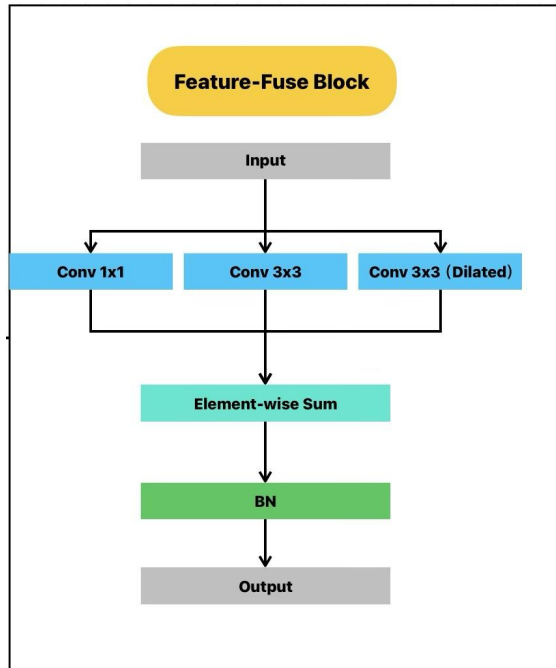 Feature-Fuse Block
Input
Conv 1x1
Conv 3x3
Conv 3x3 (Dilated)
Element-wise Sum
BN
Output